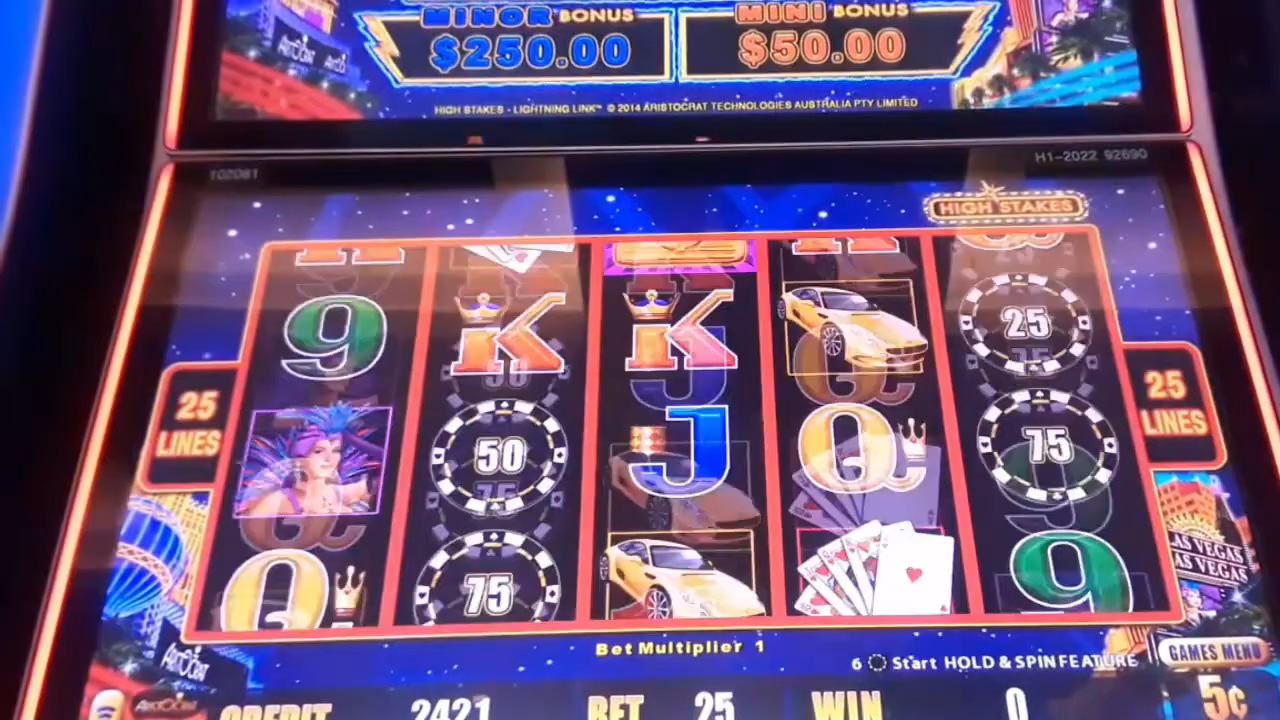 MINOR BONUS MINI BONUS
$250.00 $50.00
HIGH STAKES - LIGHTNING LINK™ © 2014 ARISTOCRAT TECHNOLOGIES AUSTRALIA PTY LIMITED
102081 H1-2022 92690
HIGH STAKES
9 K K 25
25 LINES 50 J Q 75 25 LINES
Q 75 9
LAS VEGAS
LAS VEGAS
Bet Multiplier 1
6 Start HOLD & SPIN FEATURE GAMES MENU
CREDIT 2421 BET 25 WIN 0 5¢